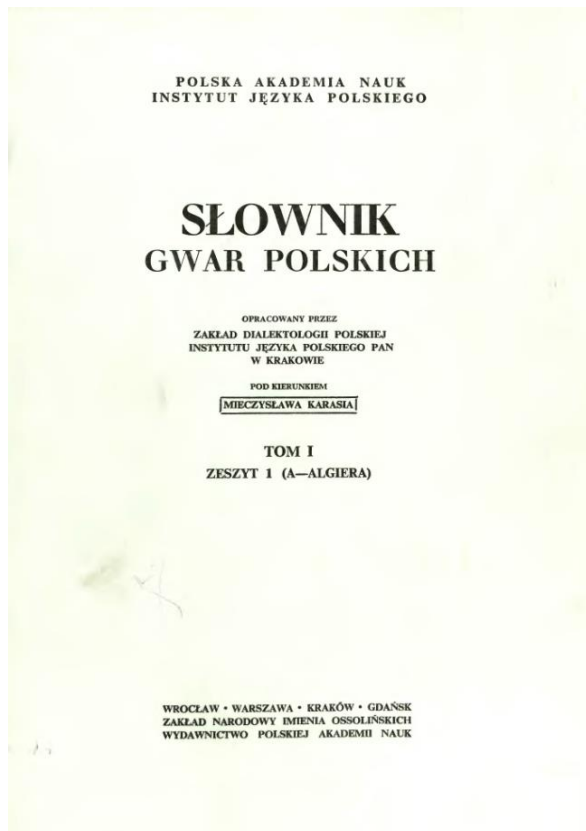 POLSKA AKADEMIA NAUK
INSTYTUT JĘZYKA POLSKIEGO
SŁOWNIK
GWAR POLSKICH
OPRACOWANY PRZEZ
ZAKŁAD DIALEKTOLOGII POLSKIEJ
INSTYTUTU JĘZYKA POLSKIEGO PAN
W KRAKOWIE
POD KIERUNKIEM
MIECZYSŁAWA KARASIA
TOM I
ZESZYT 1 (A—ALGIERA)
WROCŁAW • WARSZAWA • KRAKÓW • GDAŃSK
ZAKŁAD NARODOWY IMIENIA OSSOLIŃSKICH
WYDAWNICTWO POLSKIEJ AKADEMII NAUK